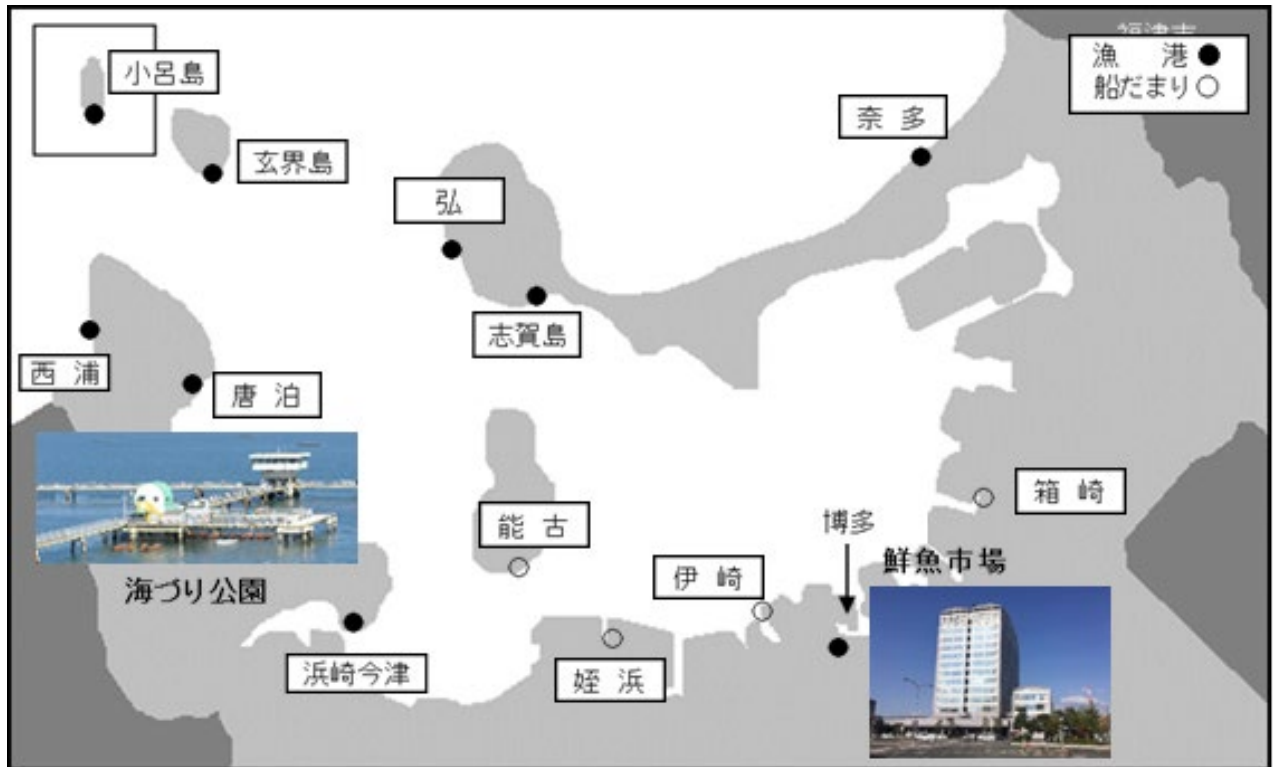 小呂島
玄界島
弘
志賀島
奈 多
漁 港 ●
船だまり ○
西 浦
唐 泊
海づり公園
浜崎今津
能 古
姪 浜
伊 崎
博多
鮮魚市場
箱 崎